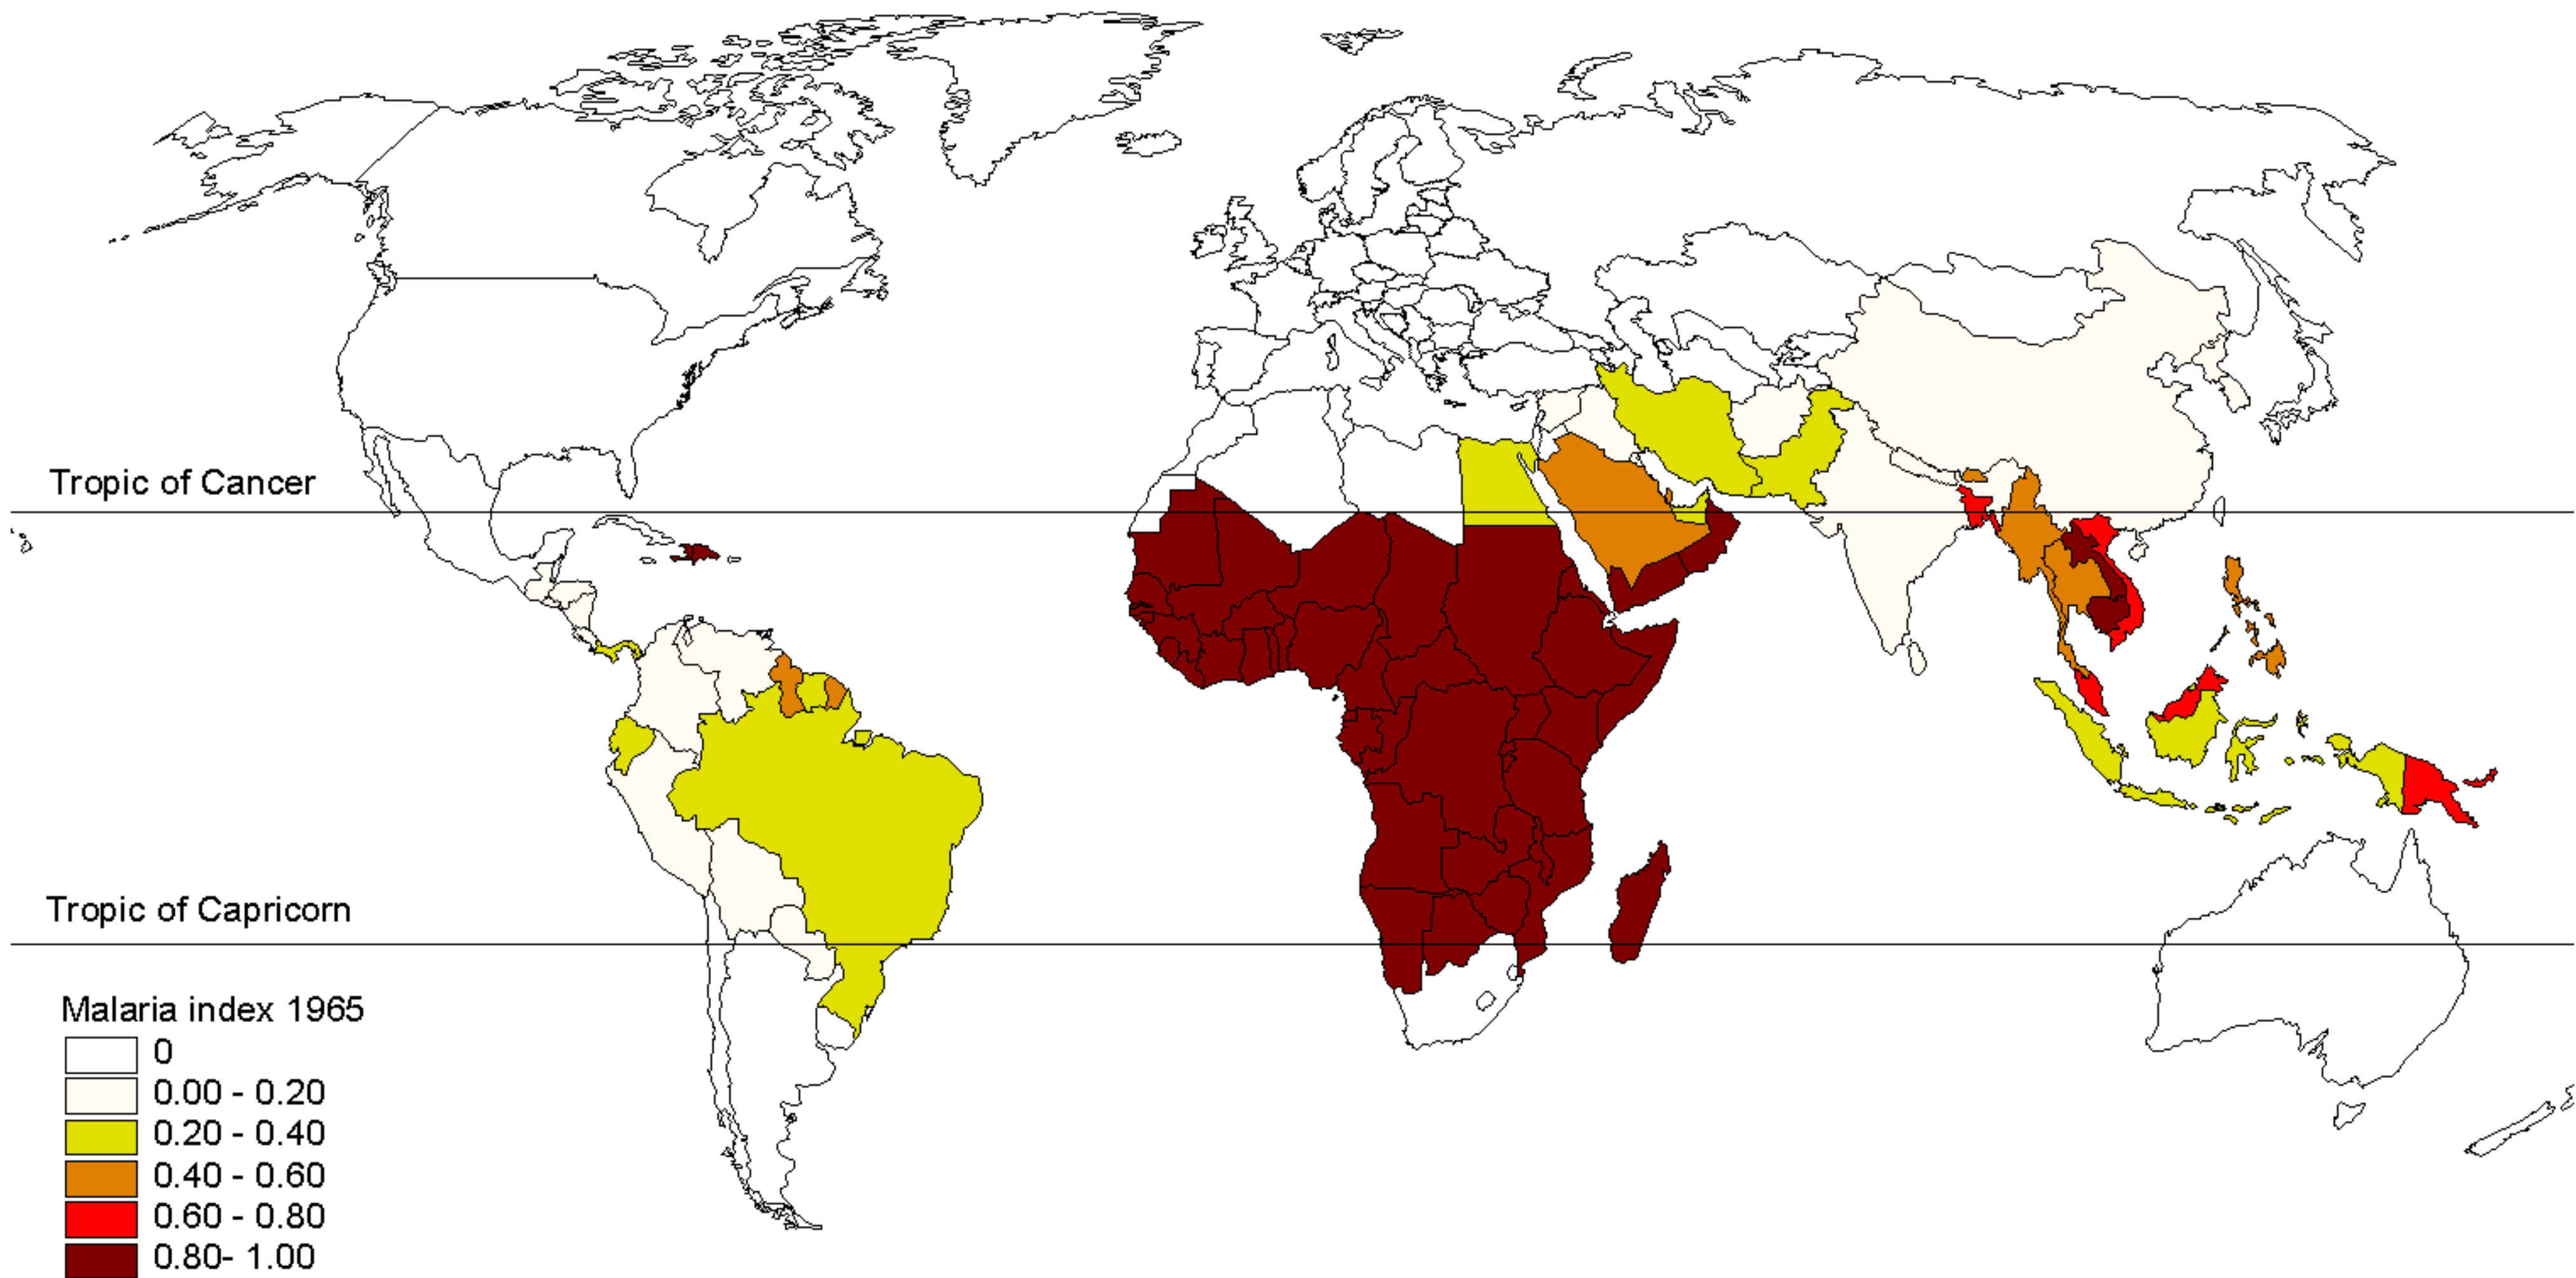 Tropic of Cancer
Tropic of Capricorn
Malaria index 1965
0
0.00 - 0.20
0.20 - 0.40
0.40 - 0.60
0.60 - 0.80
0.80- 1.00